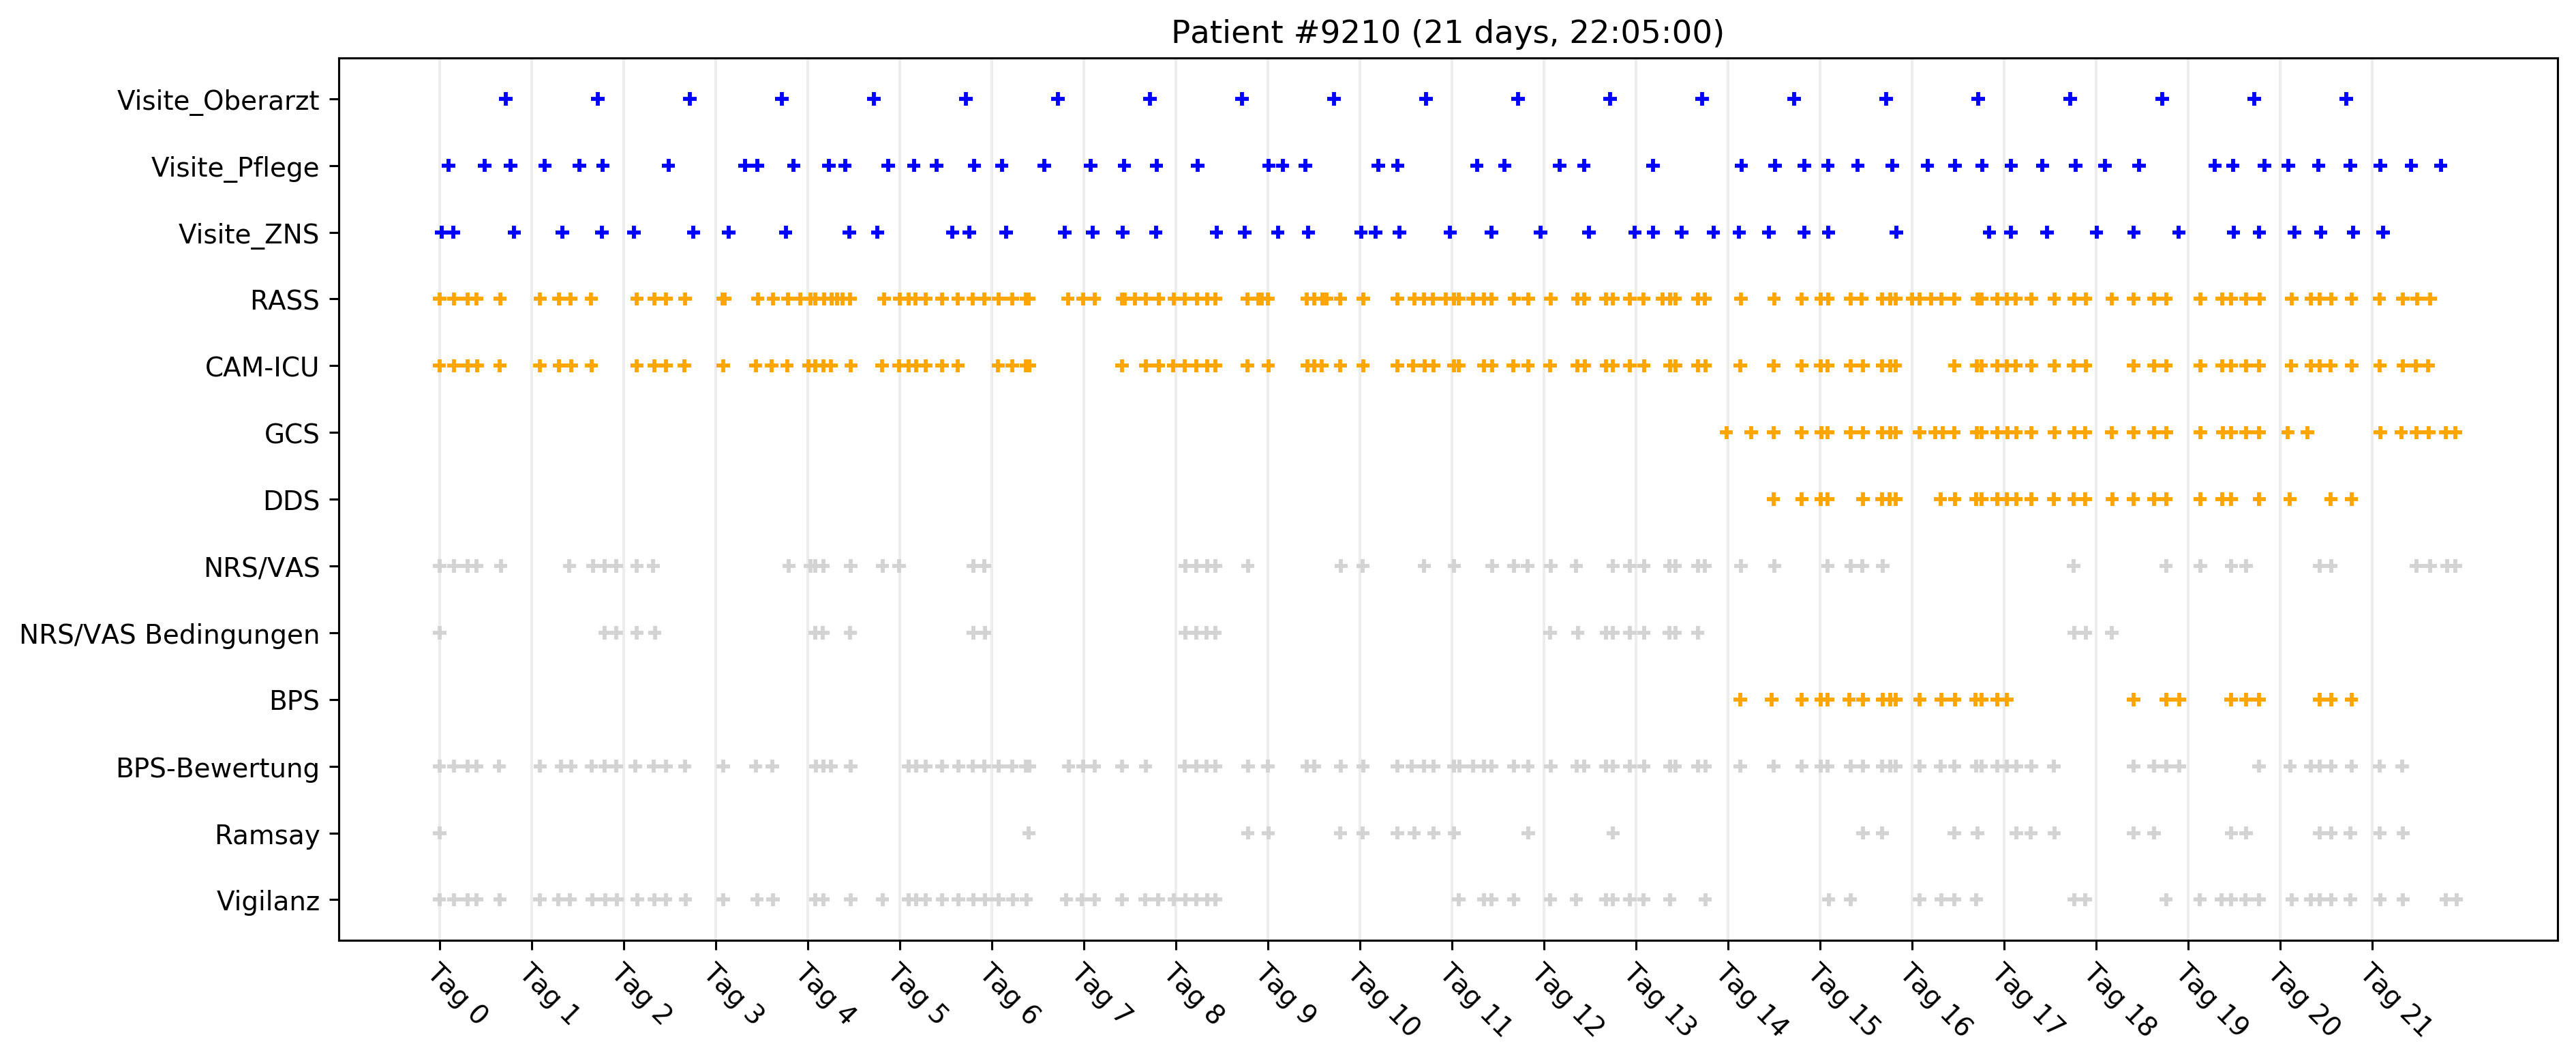 Patient #9210 (21 days, 22:05:00)
Visite_Oberarzt
Visite_Pflege
Visite_ZNS
RASS
CAM-ICU
GCS
DDS
NRS/VAS
NRS/VAS Bedingungen
BPS
BPS-Bewertung
Ramsay
Vigilanz
Tag 0
Tag 1
Tag 2
Tag 3
Tag 4
Tag 5
Tag 6
Tag 7
Tag 8
Tag 9
Tag 10
Tag 11
Tag 12
Tag 13
Tag 14
Tag 15
Tag 16
Tag 17
Tag 18
Tag 19
Tag 20
Tag 21